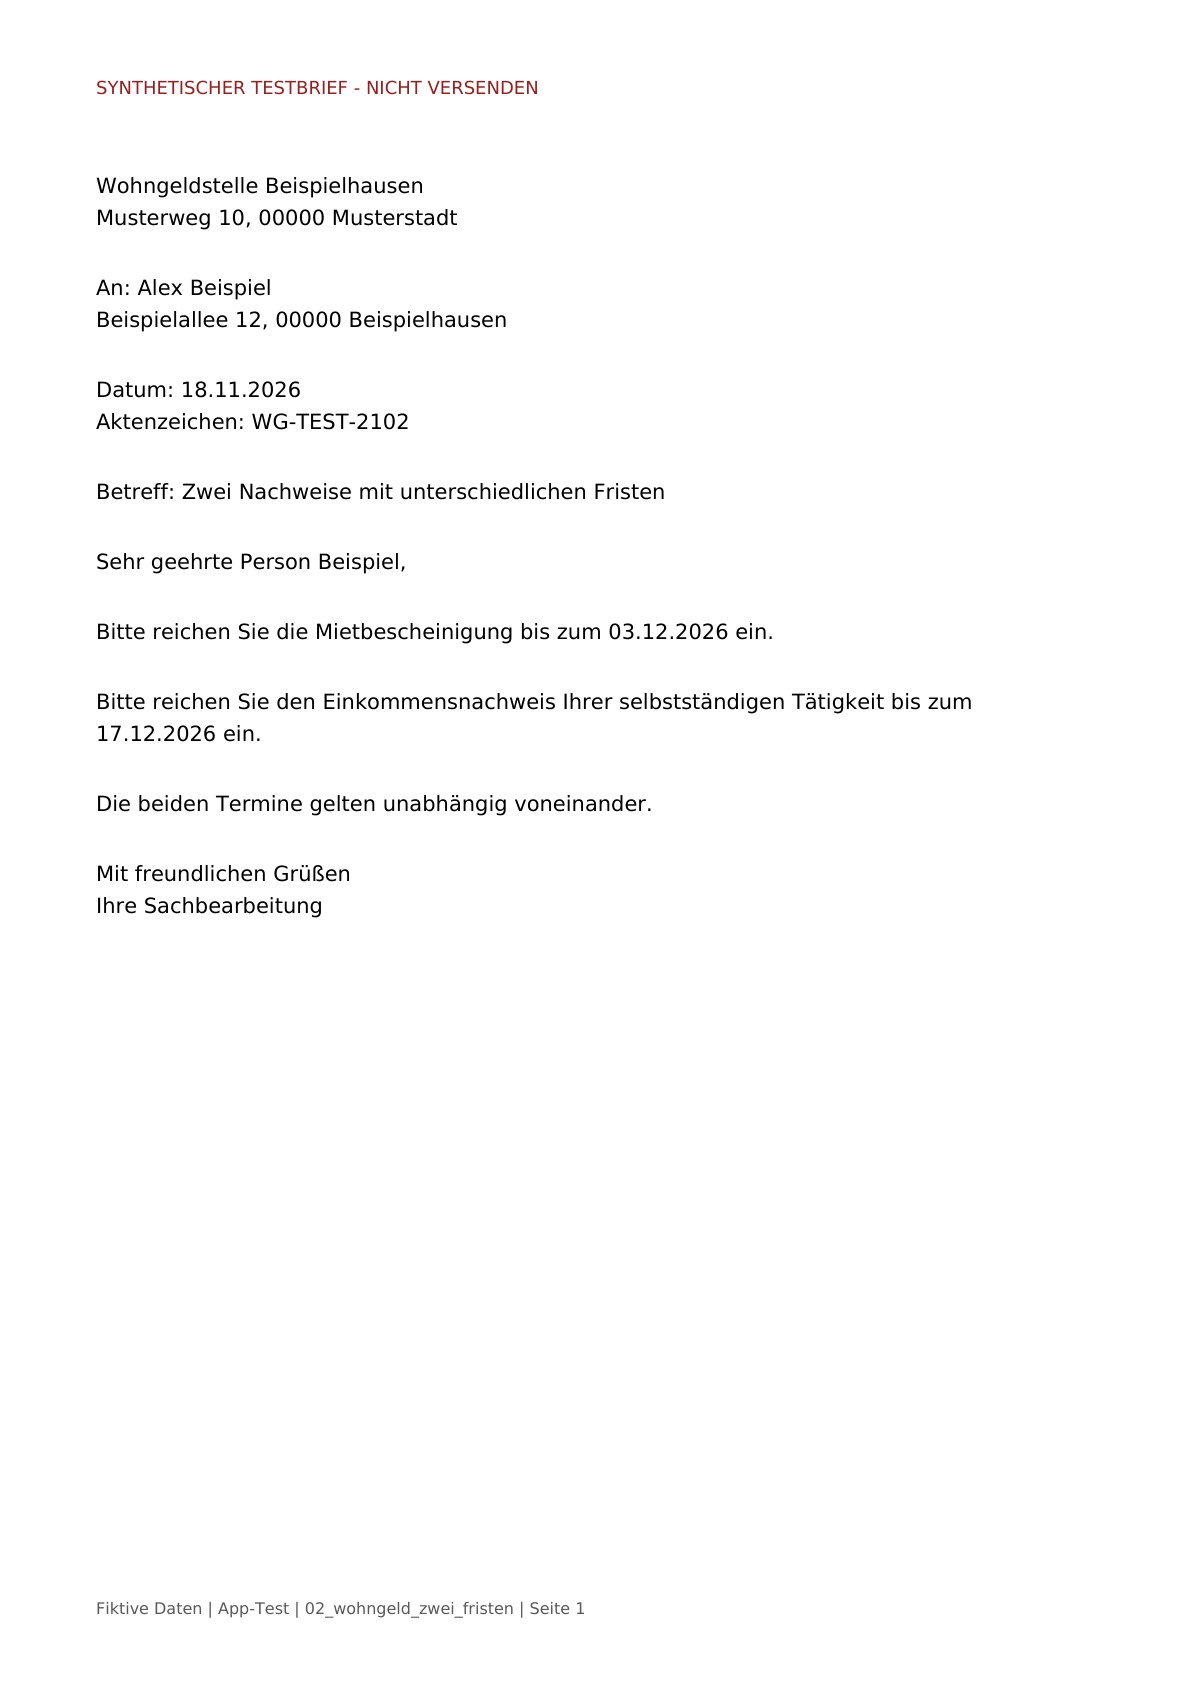 SYNTHETISCHER TESTBRIEF - NICHT VERSENDEN
Wohngeldstelle Beispielhausen
Musterweg 10, 00000 Musterstadt
An: Alex Beispiel
Beispielallee 12, 00000 Beispielhausen
Datum: 18.11.2026
Aktenzeichen: WG-TEST-2102
Betreff: Zwei Nachweise mit unterschiedlichen Fristen
Sehr geehrte Person Beispiel,
Bitte reichen Sie die Mietbescheinigung bis zum 03.12.2026 ein.
Bitte reichen Sie den Einkommensnachweis Ihrer selbstständigen Tätigkeit bis zum
17.12.2026 ein.
Die beiden Termine gelten unabhängig voneinander.
Mit freundlichen Grüßen
Ihre Sachbearbeitung
Fiktive Daten | App-Test | 02_wohngeld_zwei_fristen | Seite 1